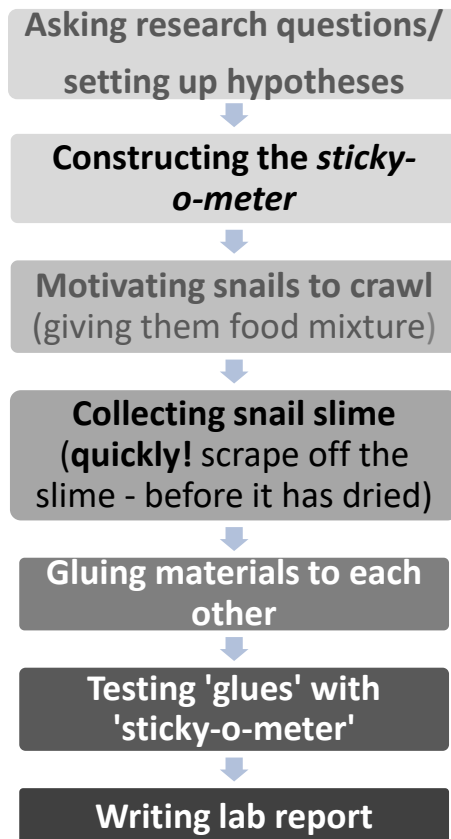 Asking research questions/
setting up hypotheses
Constructing the sticky-
o-meter
Motivating snails to crawl
(giving them food mixture)
Collecting snail slime
(quickly! scrape off the
slime - before it has dried)
Gluing materials to each
other
Testing 'glues' with
'sticky-o-meter'
Writing lab report